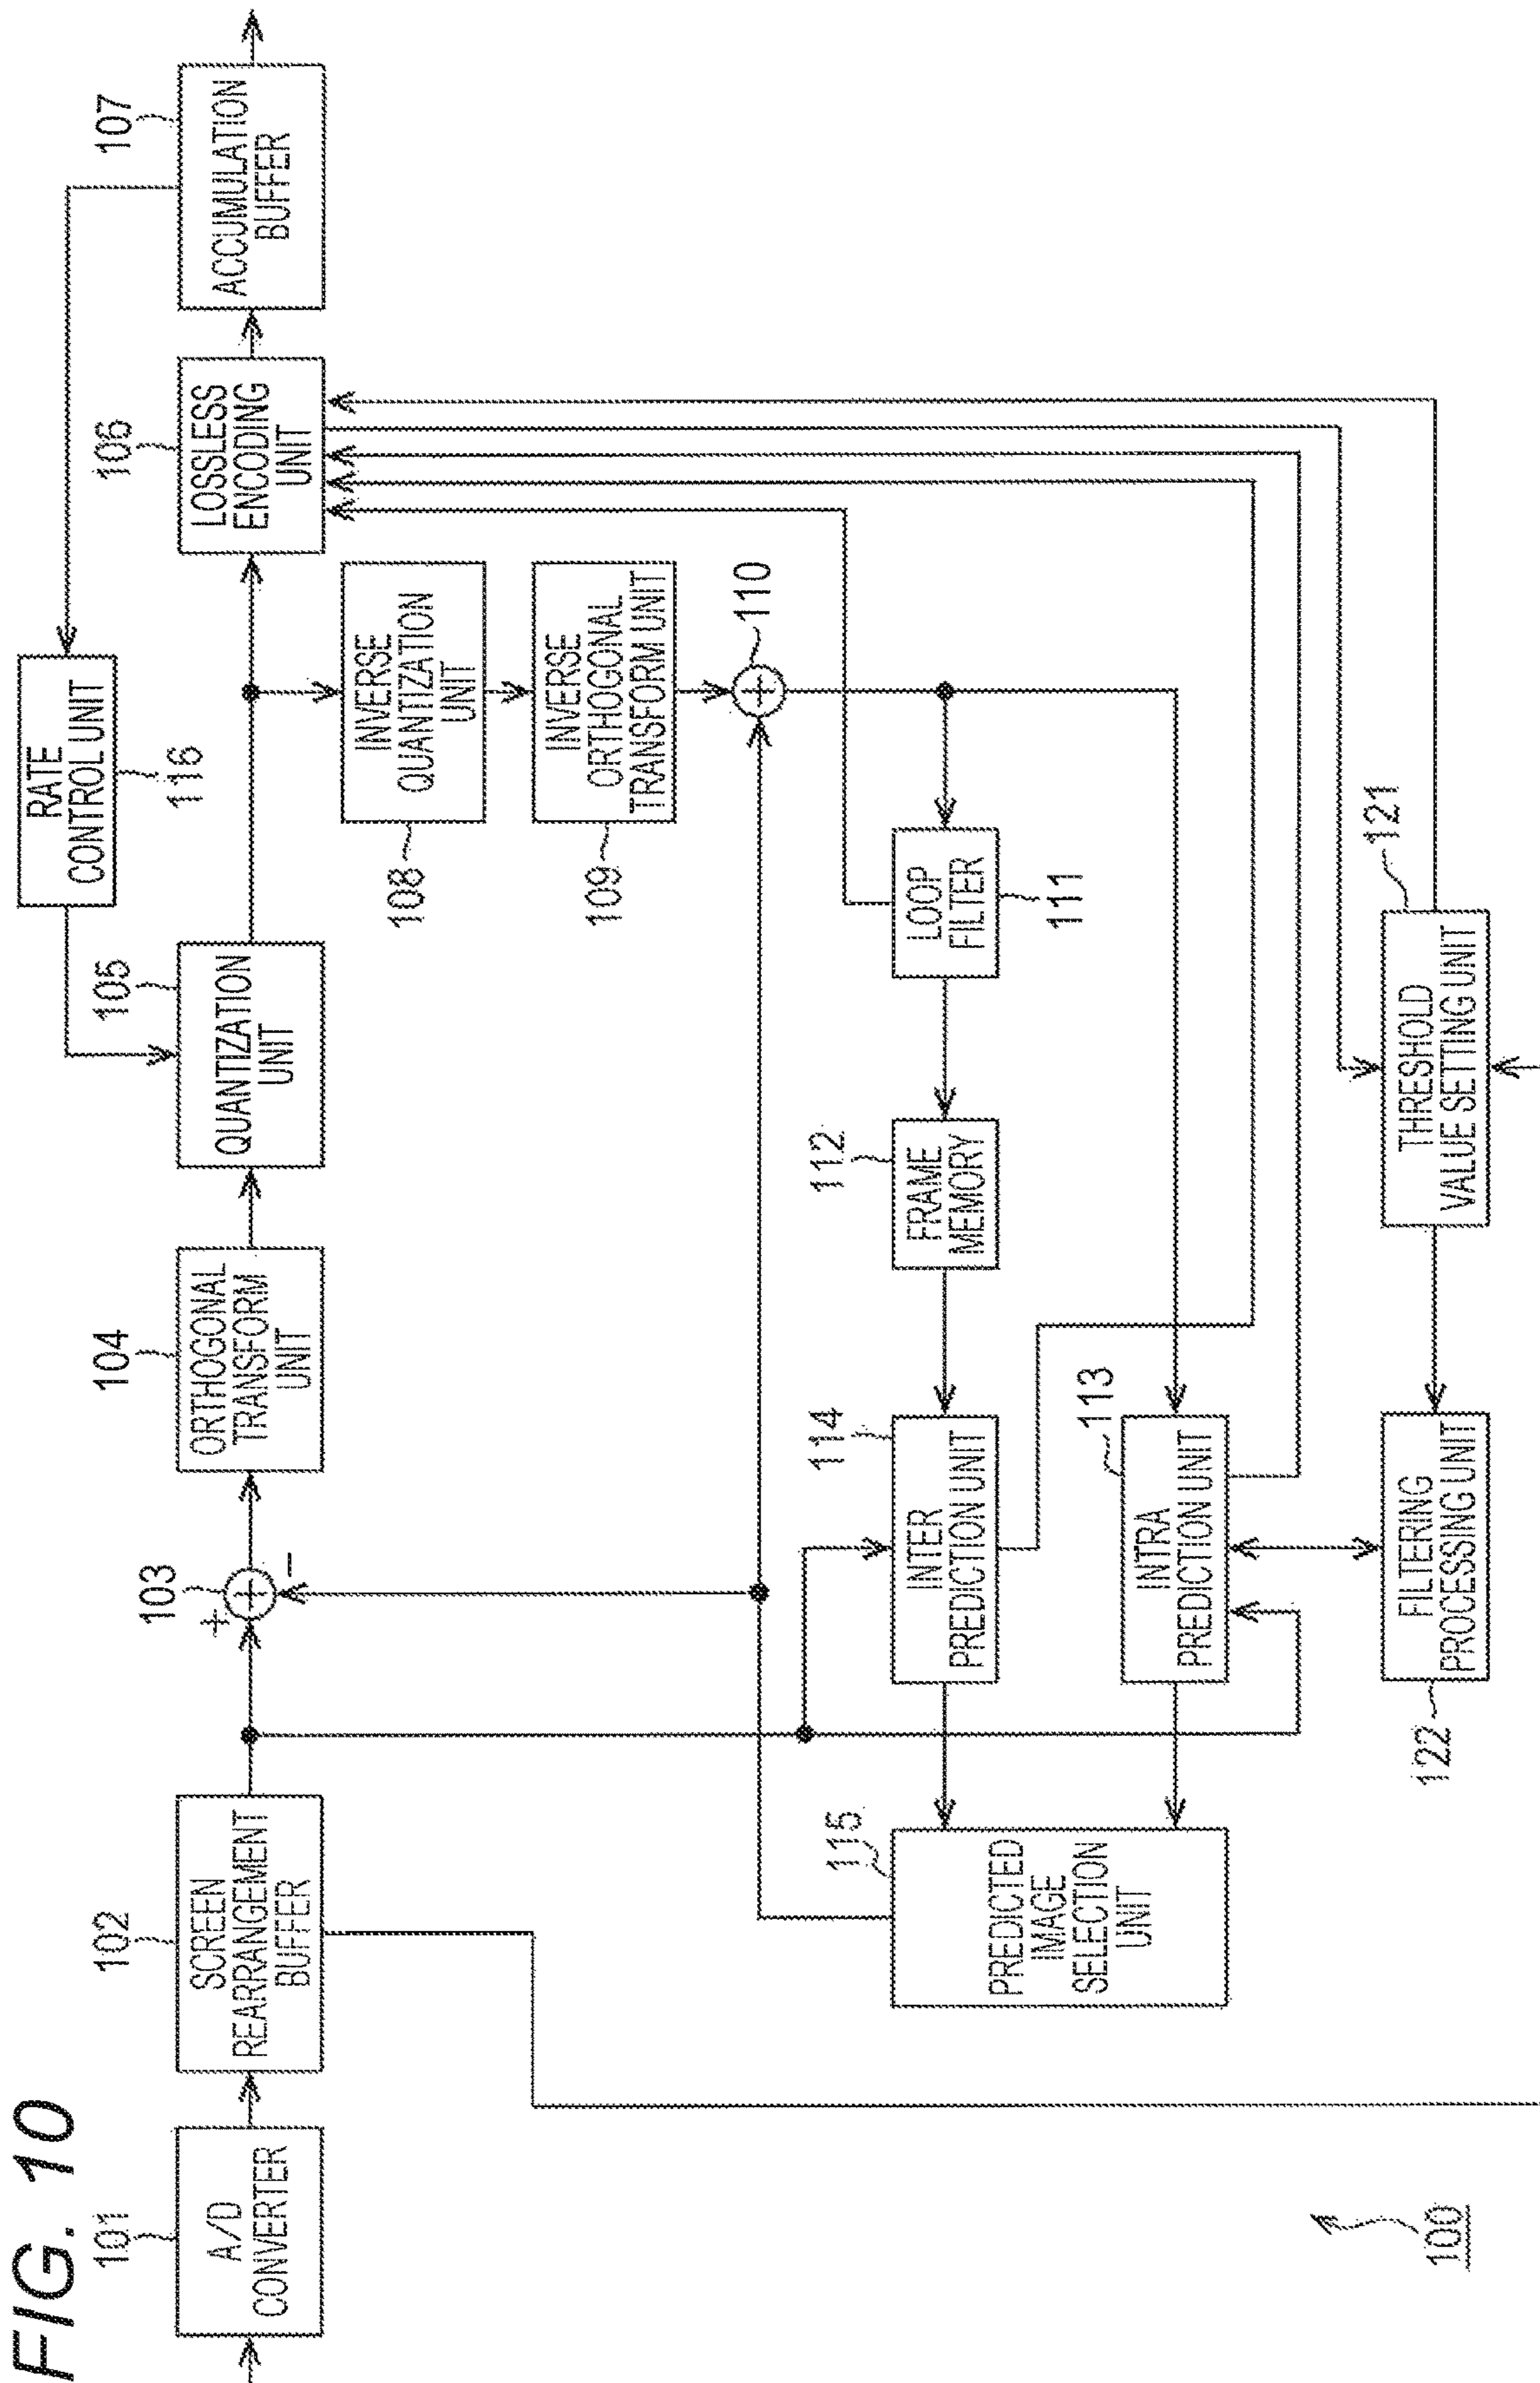 FIG. 10
100
101
A/D
CONVERTER
102
SCREEN
REARRANGEMENT
BUFFER
103
+
+
−
104
ORTHOGONAL
TRANSFORM
UNIT
105
QUANTIZATION
UNIT
RATE
CONTROL UNIT
116
106
LOSSLESS
ENCODING
UNIT
107
ACCUMULATION
BUFFER
INVERSE
QUANTIZATION
UNIT
108
INVERSE
ORTHOGONAL
TRANSFORM UNIT
109
+
110
LOOP
FILTER
111
112
FRAME
MEMORY
114
INTER
PREDICTION UNIT
113
INTRA
PREDICTION UNIT
115
PREDICTED
IMAGE
SELECTION
UNIT
121
THRESHOLD
VALUE SETTING UNIT
FILTERING
PROCESSING UNIT
122